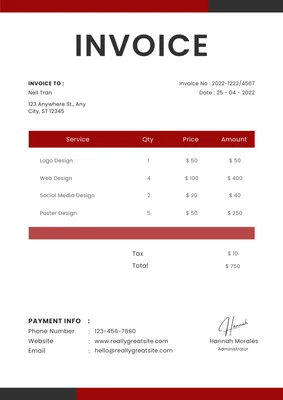 INVOICE
INVOICE TO :
Neil Tran
123 Anywhere St., Any
City, ST 12345
Invoice No : 2022-1222/4567
Date : 25 - 04 - 2022
Service Qty Price Amount
Logo Design 1 $ 50 $ 50
Web Design 4 $ 100 $ 400
Social Media Design 2 $ 20 $ 40
Poster Design 5 $ 50 $ 250
Tax $ 10
Total $ 750
PAYMENT INFO :
Phone Number : 123-456-7890
Website : www.reallygreatsite.com
Email : hello@reallygreatsite.com
Hannah
Hannah Morales
Administrator